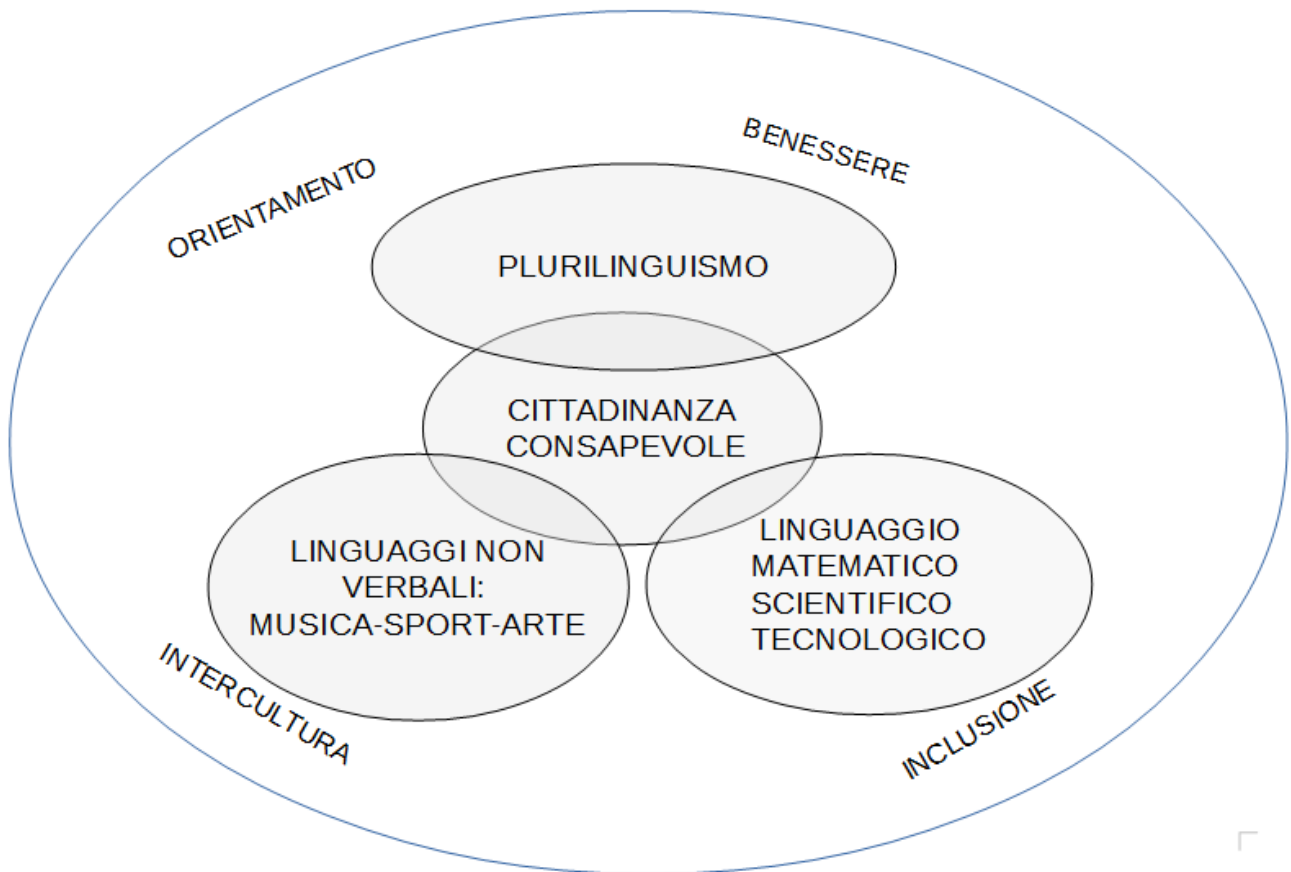 BENESSERE
ORIENTAMENTO
PLURILINGUISMO
CITTADINANZA
CONSAPEVOLE
LINGUAGGI NON
VERBALI:
MUSICA-SPORT-ARTE
LINGUAGGIO
MATEMATICO
SCIENTIFICO
TECNOLOGICO
INTERCULTURA
INCLUSIONE